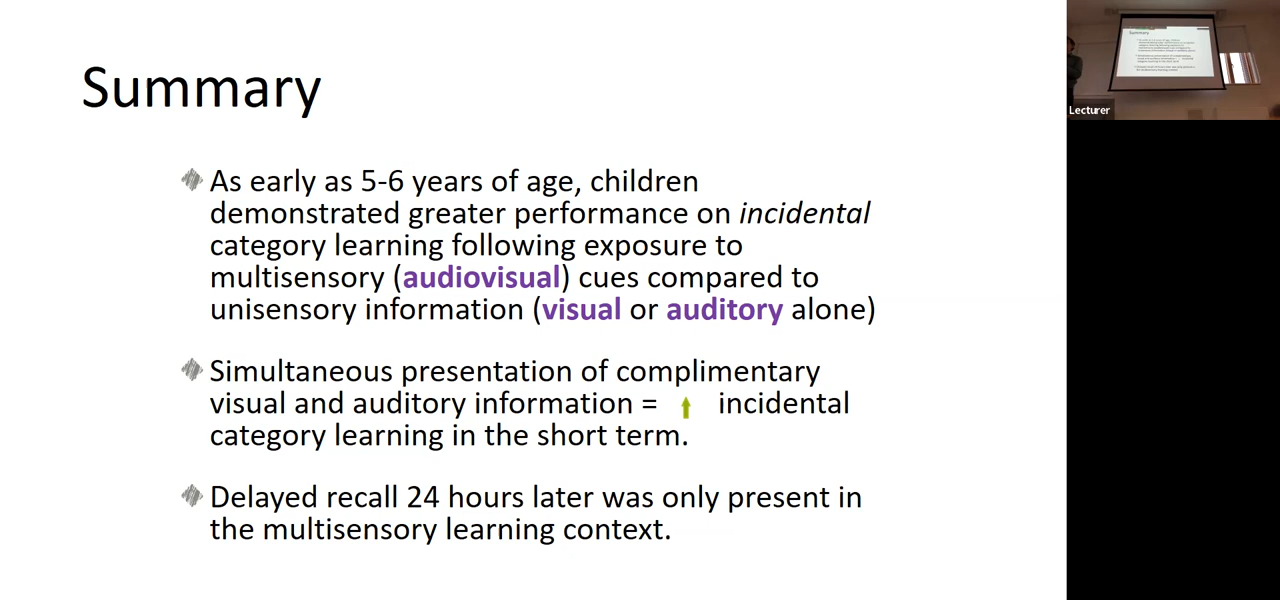 Summary
As early as 5-6 years of age, children
demonstrated greater performance on incidental
category learning following exposure to
multisensory (audiovisual) cues compared to
unisensory information (visual or auditory alone)
Simultaneous presentation of complimentary
visual and auditory information = incidental
category learning in the short term.
Delayed recall 24 hours later was only present in
the multisensory learning context.
Summary
Lecturer